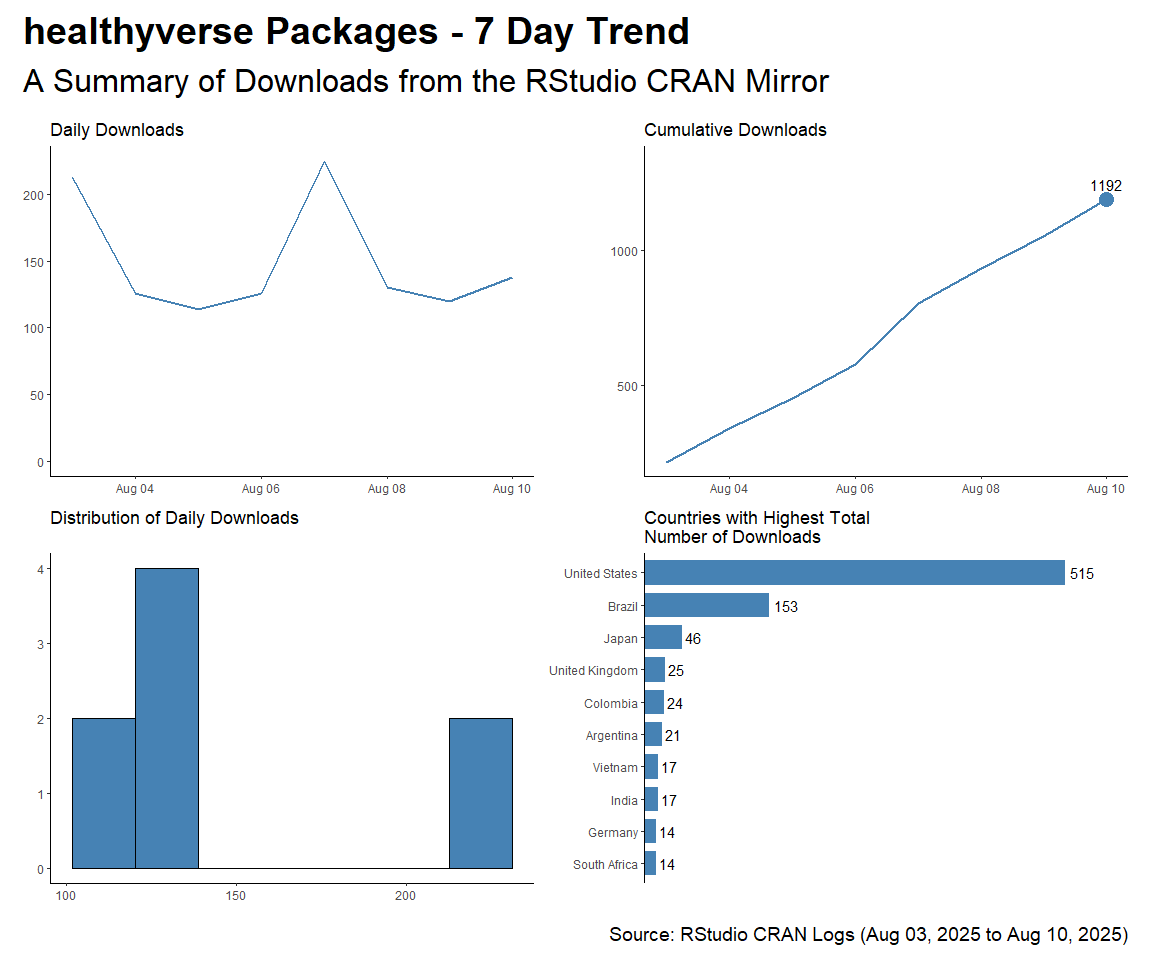 healthyverse Packages - 7 Day Trend
A Summary of Downloads from the RStudio CRAN Mirror
Daily Downloads
200
150
100
50
0
Aug 04 Aug 06 Aug 08 Aug 10
Cumulative Downloads
1192
1000
500
Aug 04 Aug 06 Aug 08 Aug 10
Distribution of Daily Downloads
4
3
2
1
0
100 150 200
Countries with Highest Total
Number of Downloads
United States 515
Brazil 153
Japan 46
United Kingdom 25
Colombia 24
Argentina 21
Vietnam 17
India 17
Germany 14
South Africa 14
Source: RStudio CRAN Logs (Aug 03, 2025 to Aug 10, 2025)